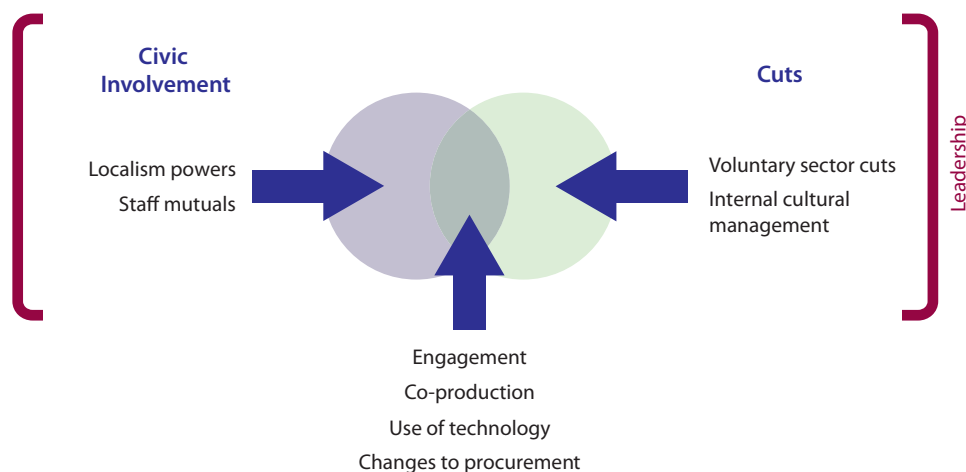 Civic
Involvement
Localism powers
Staff mutuals
Cuts
Voluntary sector cuts
Internal cultural
management
Leadership
Engagement
Co-production
Use of technology
Changes to procurement